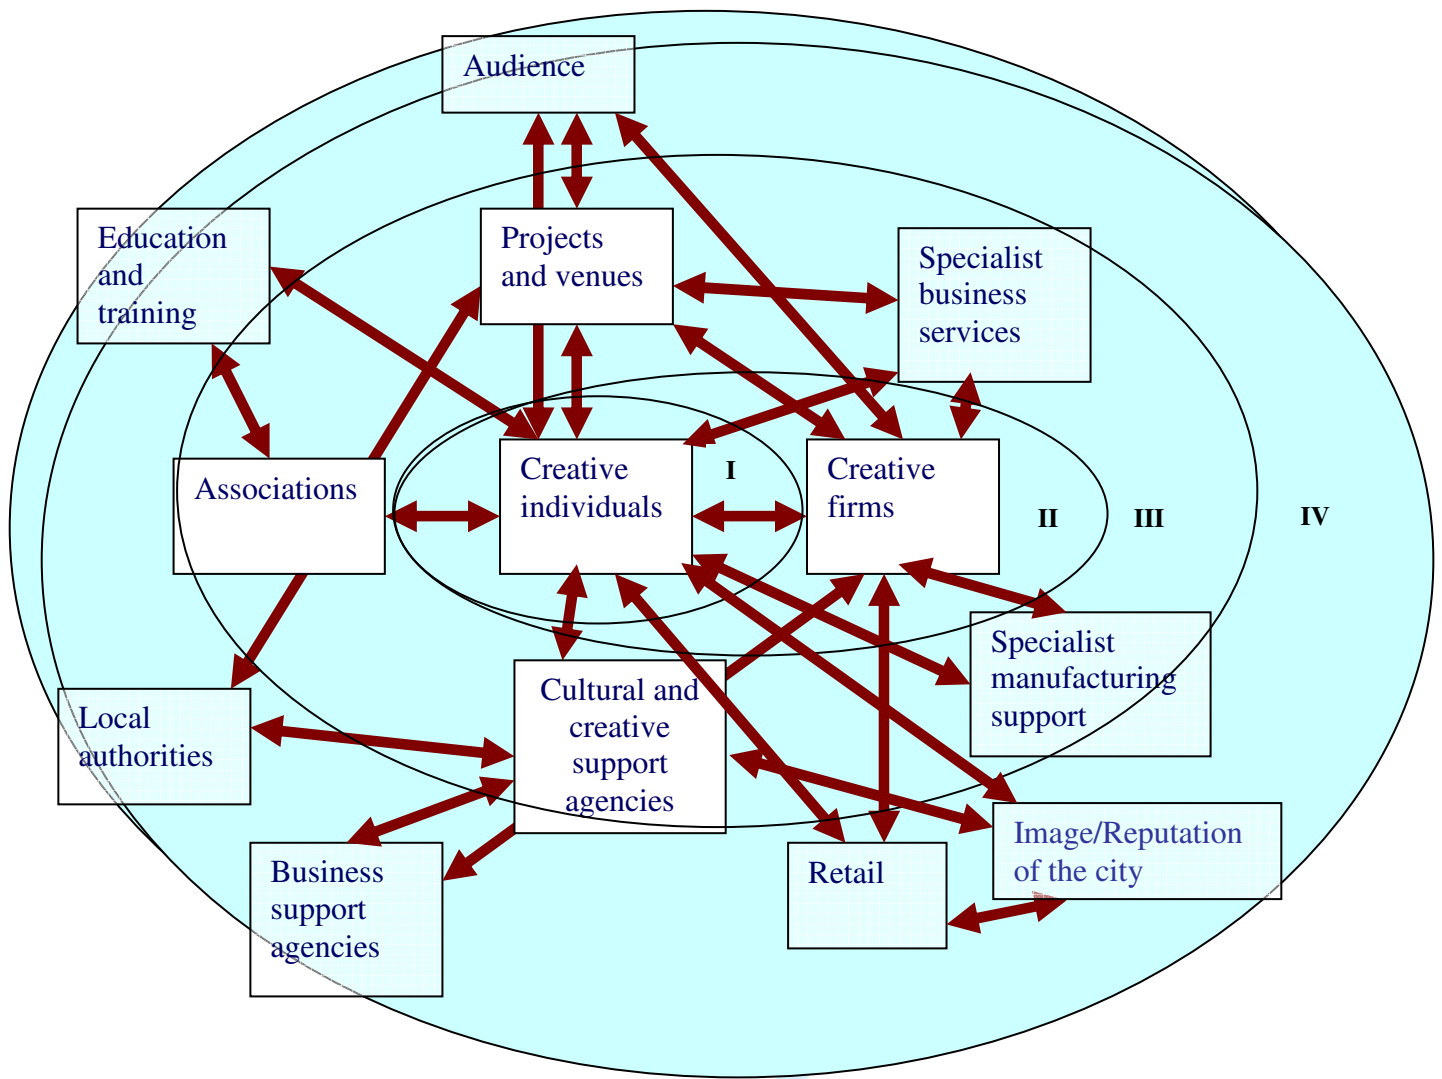 Audience
Education
and
training
Projects
and venues
Specialist
business
services
Associations
Creative
individuals
I
Creative
firms
II
III
IV
Local
authorities
Cultural and
creative
support
agencies
Specialist
manufacturing
support
Business
support
agencies
Retail
Image/Reputation
of the city